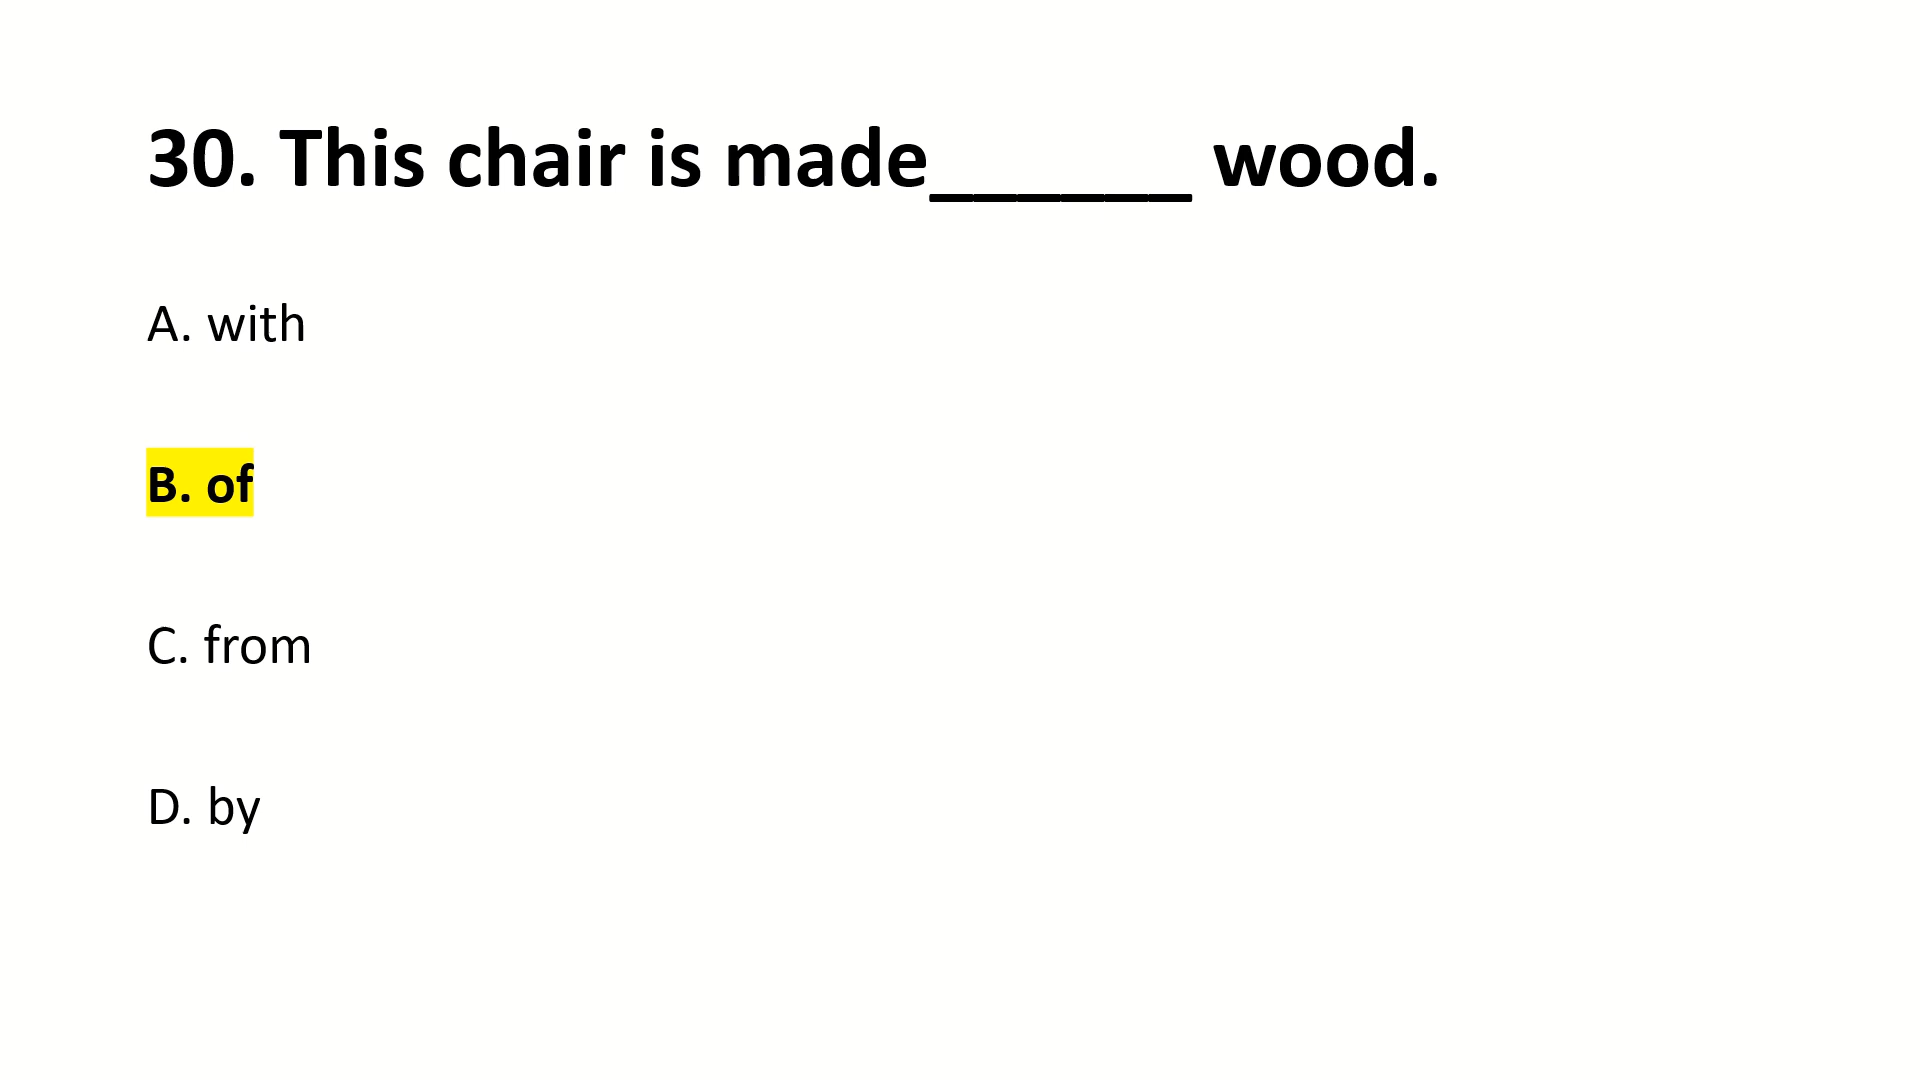 30. This chair is made______ wood.
A. with
B. of
C. from
D. by